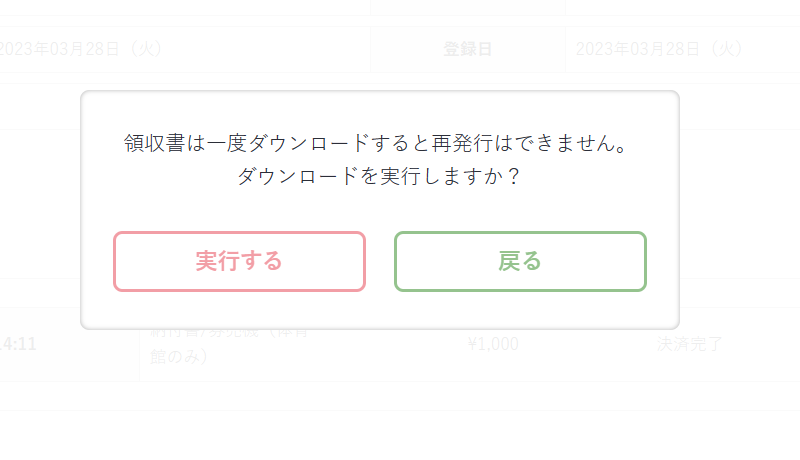 2023年03月28日（火）
登録日
2023年03月28日（火）
領収書は一度ダウンロードすると再発行はできません。
ダウンロードを実行しますか？
実行する
戻る
4:11
館のみ）
¥1,000
決済完了